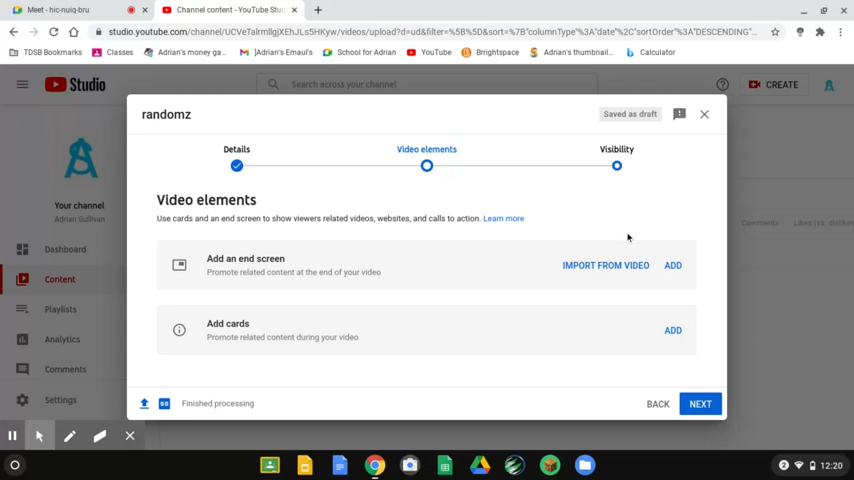 Meet - hic-nuiq-bru
Channel content - YouTube Stu
studio.youtube.com/channel/UCVeTalrmllgjXEhJLs5HKyw/videos/upload?d=ud&filter=%5B%5D&sort=%7B"columnType"%3A"date"%2C"sortOrder"%3A"DESCENDING"...
TDSB Bookmarks
Classes
Adrian's money ga...
]Adrian's Emaul's
School for Adrian
YouTube
Brrightspace
Adrian's thumbnail...
Calculator
Studio
Search across your channel
CREATE
randomz
Saved as draft
Details
Video elements
Visibility
Your channel
Adrian Sullivan
Dashboard
Content
Playlists
Analytics
Comments
Settings
Video elements
Use cards and an end screen to show viewers related videos, websites, and calls to action. Learn more
Comments
Likes (vs. dislikes
Add an end screen
Promote related content at the end of your video
IMPORT FROM VIDEO
ADD
Add cards
Promote related content during your video
ADD
SD
Finished processing
BACK
NEXT
2
12:20